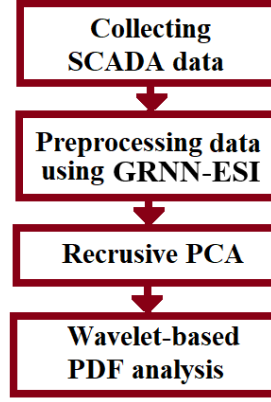 Collecting
SCADA data
Preprocessing data
using GRNN-ESI
Recrusive PCA
Wavelet-based
PDF analysis